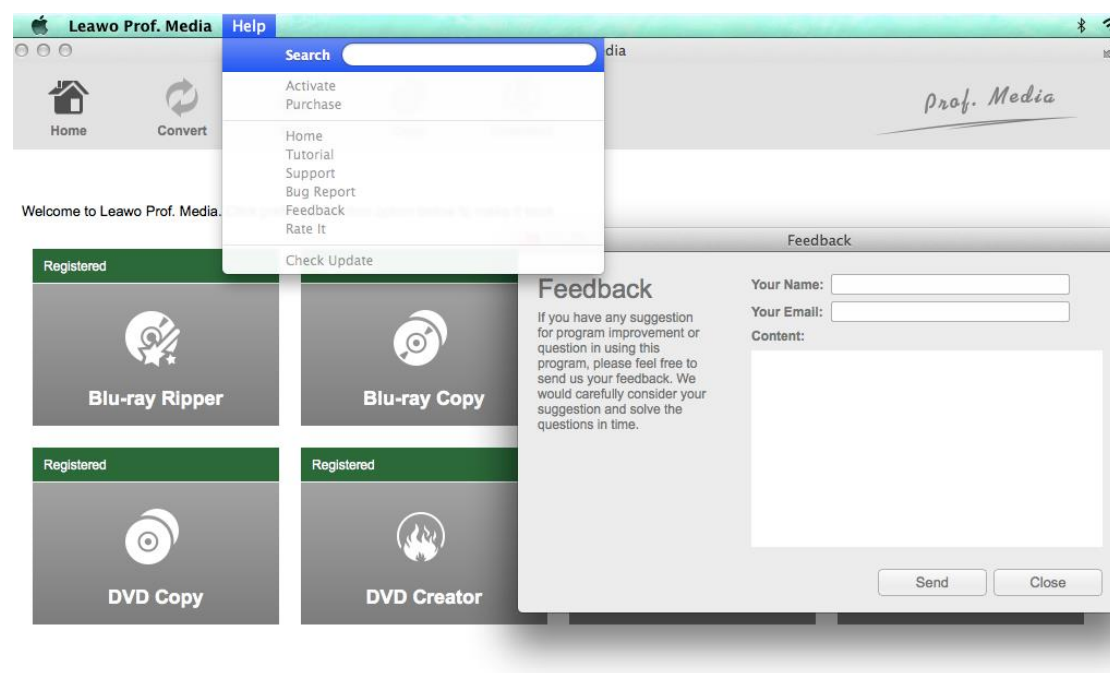 Leawo Prof. Media Help
dia
Search
Activate
Purchase
Home
Tutorial
Support
Bug Report
Feedback
Rate It
Check Update
Home
Convert
Prof. Media
Welcome to Leawo Prof. Media.
Registered
Blu-ray Ripper
Blu-ray Copy
Registered
DVD Copy
Registered
DVD Creator
Feedback
Feedback
If you have any suggestion
for program improvement or
question in using this
program, please feel free to
send us your feedback. We
would carefully consider your
suggestion and solve the
questions in time.
Your Name:
Your Email:
Content:
Send
Close